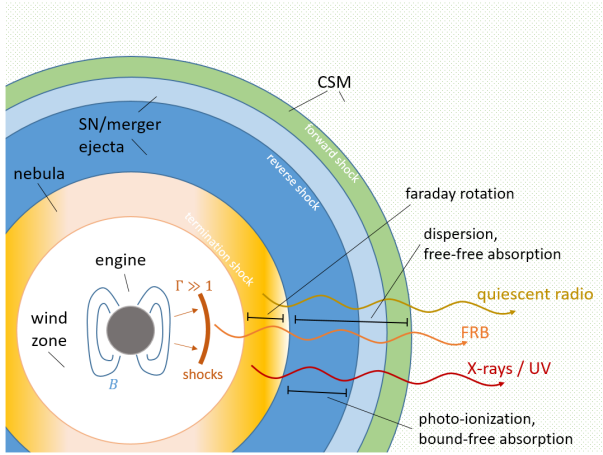 CSM
SN/merger
ejecta
forward shock
reverse shock
nebula
faraday rotation
termination shock
dispersion,
free-free absorption
engine
Γ ≫ 1
quiescent radio
wind
zone
FRB
X-rays / UV
shocks
B
photo-ionization,
bound-free absorption